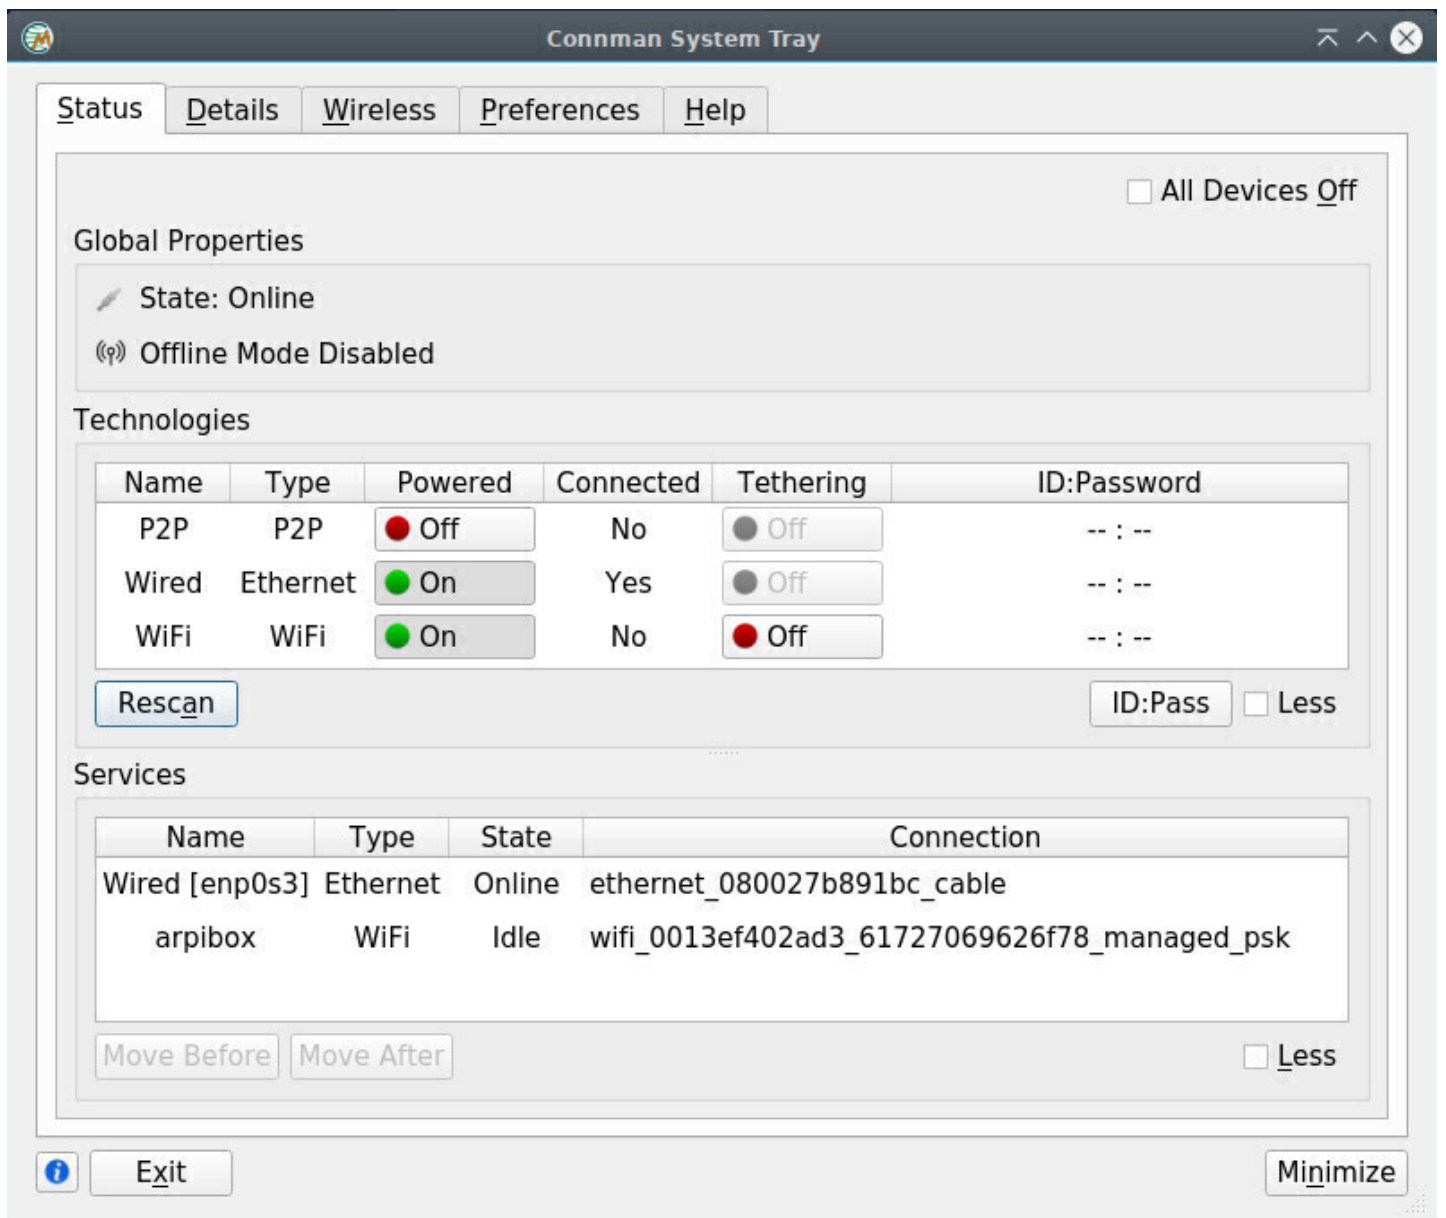 Connman System Tray
Status Details Wireless Preferences Help
All Devices Off
Global Properties
State: Online
Offline Mode Disabled
Technologies
Name Type Powered Connected Tethering ID:Password
P2P P2P Off No Off -- : --
Wired Ethernet On Yes Off -- : --
WiFi WiFi On No Off -- : --
Rescan ID:Pass Less
Services
Name Type State Connection
Wired [enp0s3] Ethernet Online ethernet_080027b891bc_cable
arpibox WiFi Idle wifi_0013ef402ad3_61727069626f78_managed_psk
Move Before Move After Less
Exit Minimize